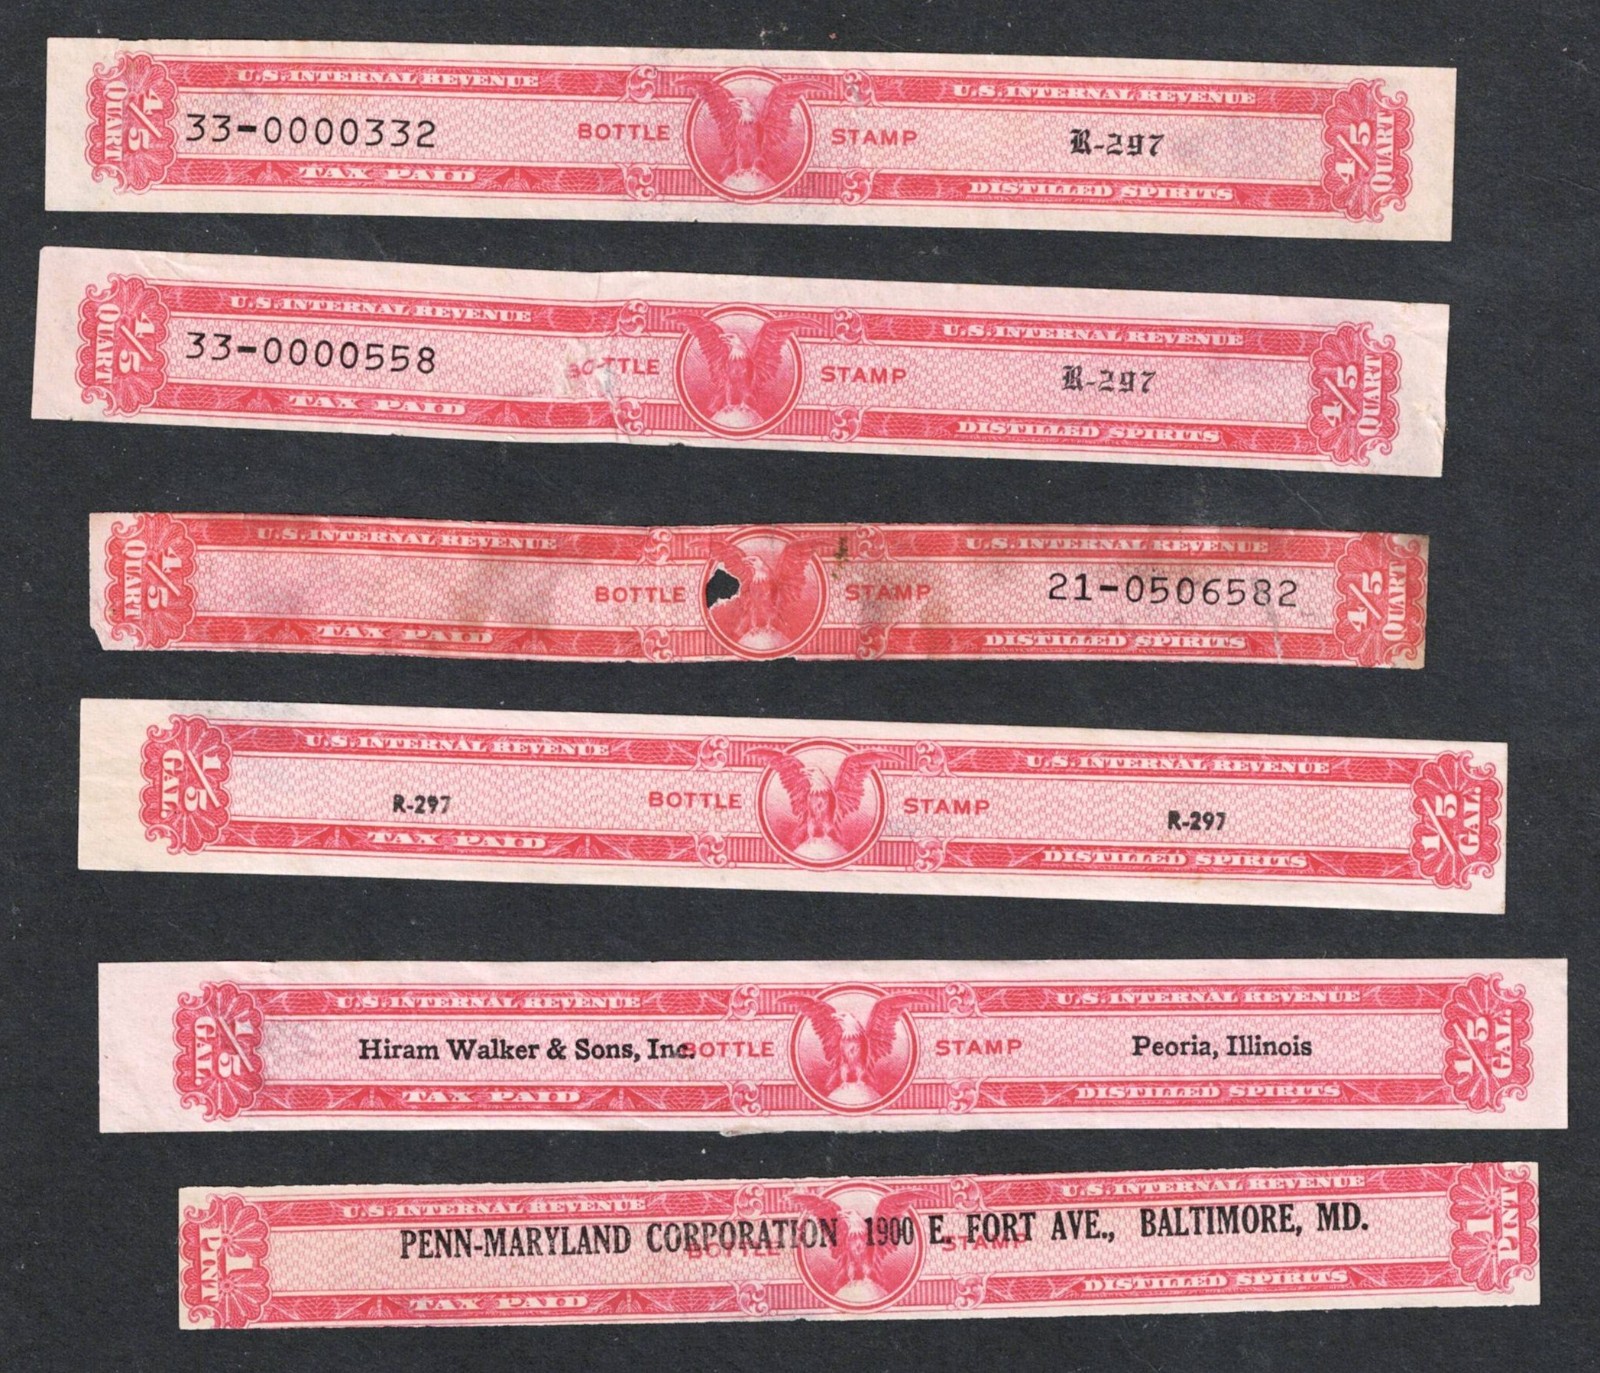 U.S. INTERNAL REVENUE U.S. INTERNAL REVENUE
4/5 QUART 33-0000332 BOTTLE STAMP R-297 4/5 QUART
TAX PAID DISTILLED SPIRITS
U.S. INTERNAL REVENUE U.S. INTERNAL REVENUE
4/5 QUART 33-0000558 BOTTLE STAMP R-297 4/5 QUART
TAX PAID DISTILLED SPIRITS
U.S. INTERNAL REVENUE U.S. INTERNAL REVENUE
4/5 QUART BOTTLE STAMP 21-0506582 4/5 QUART
TAX PAID DISTILLED SPIRITS
U.S. INTERNAL REVENUE U.S. INTERNAL REVENUE
1/5 GAL. R-297 BOTTLE STAMP R-297 1/5 GAL.
TAX PAID DISTILLED SPIRITS
U.S. INTERNAL REVENUE U.S. INTERNAL REVENUE
1/5 GAL. Hiram Walker & Sons, Inc. BOTTLE STAMP Peoria, Illinois 1/5 GAL.
TAX PAID DISTILLED SPIRITS
U.S. INTERNAL REVENUE U.S. INTERNAL REVENUE
1 PINT PENN-MARYLAND CORPORATION 1900 E. FORT AVE., BALTIMORE, MD. 1 PINT
BOTTLE STAMP
TAX PAID DISTILLED SPIRITS